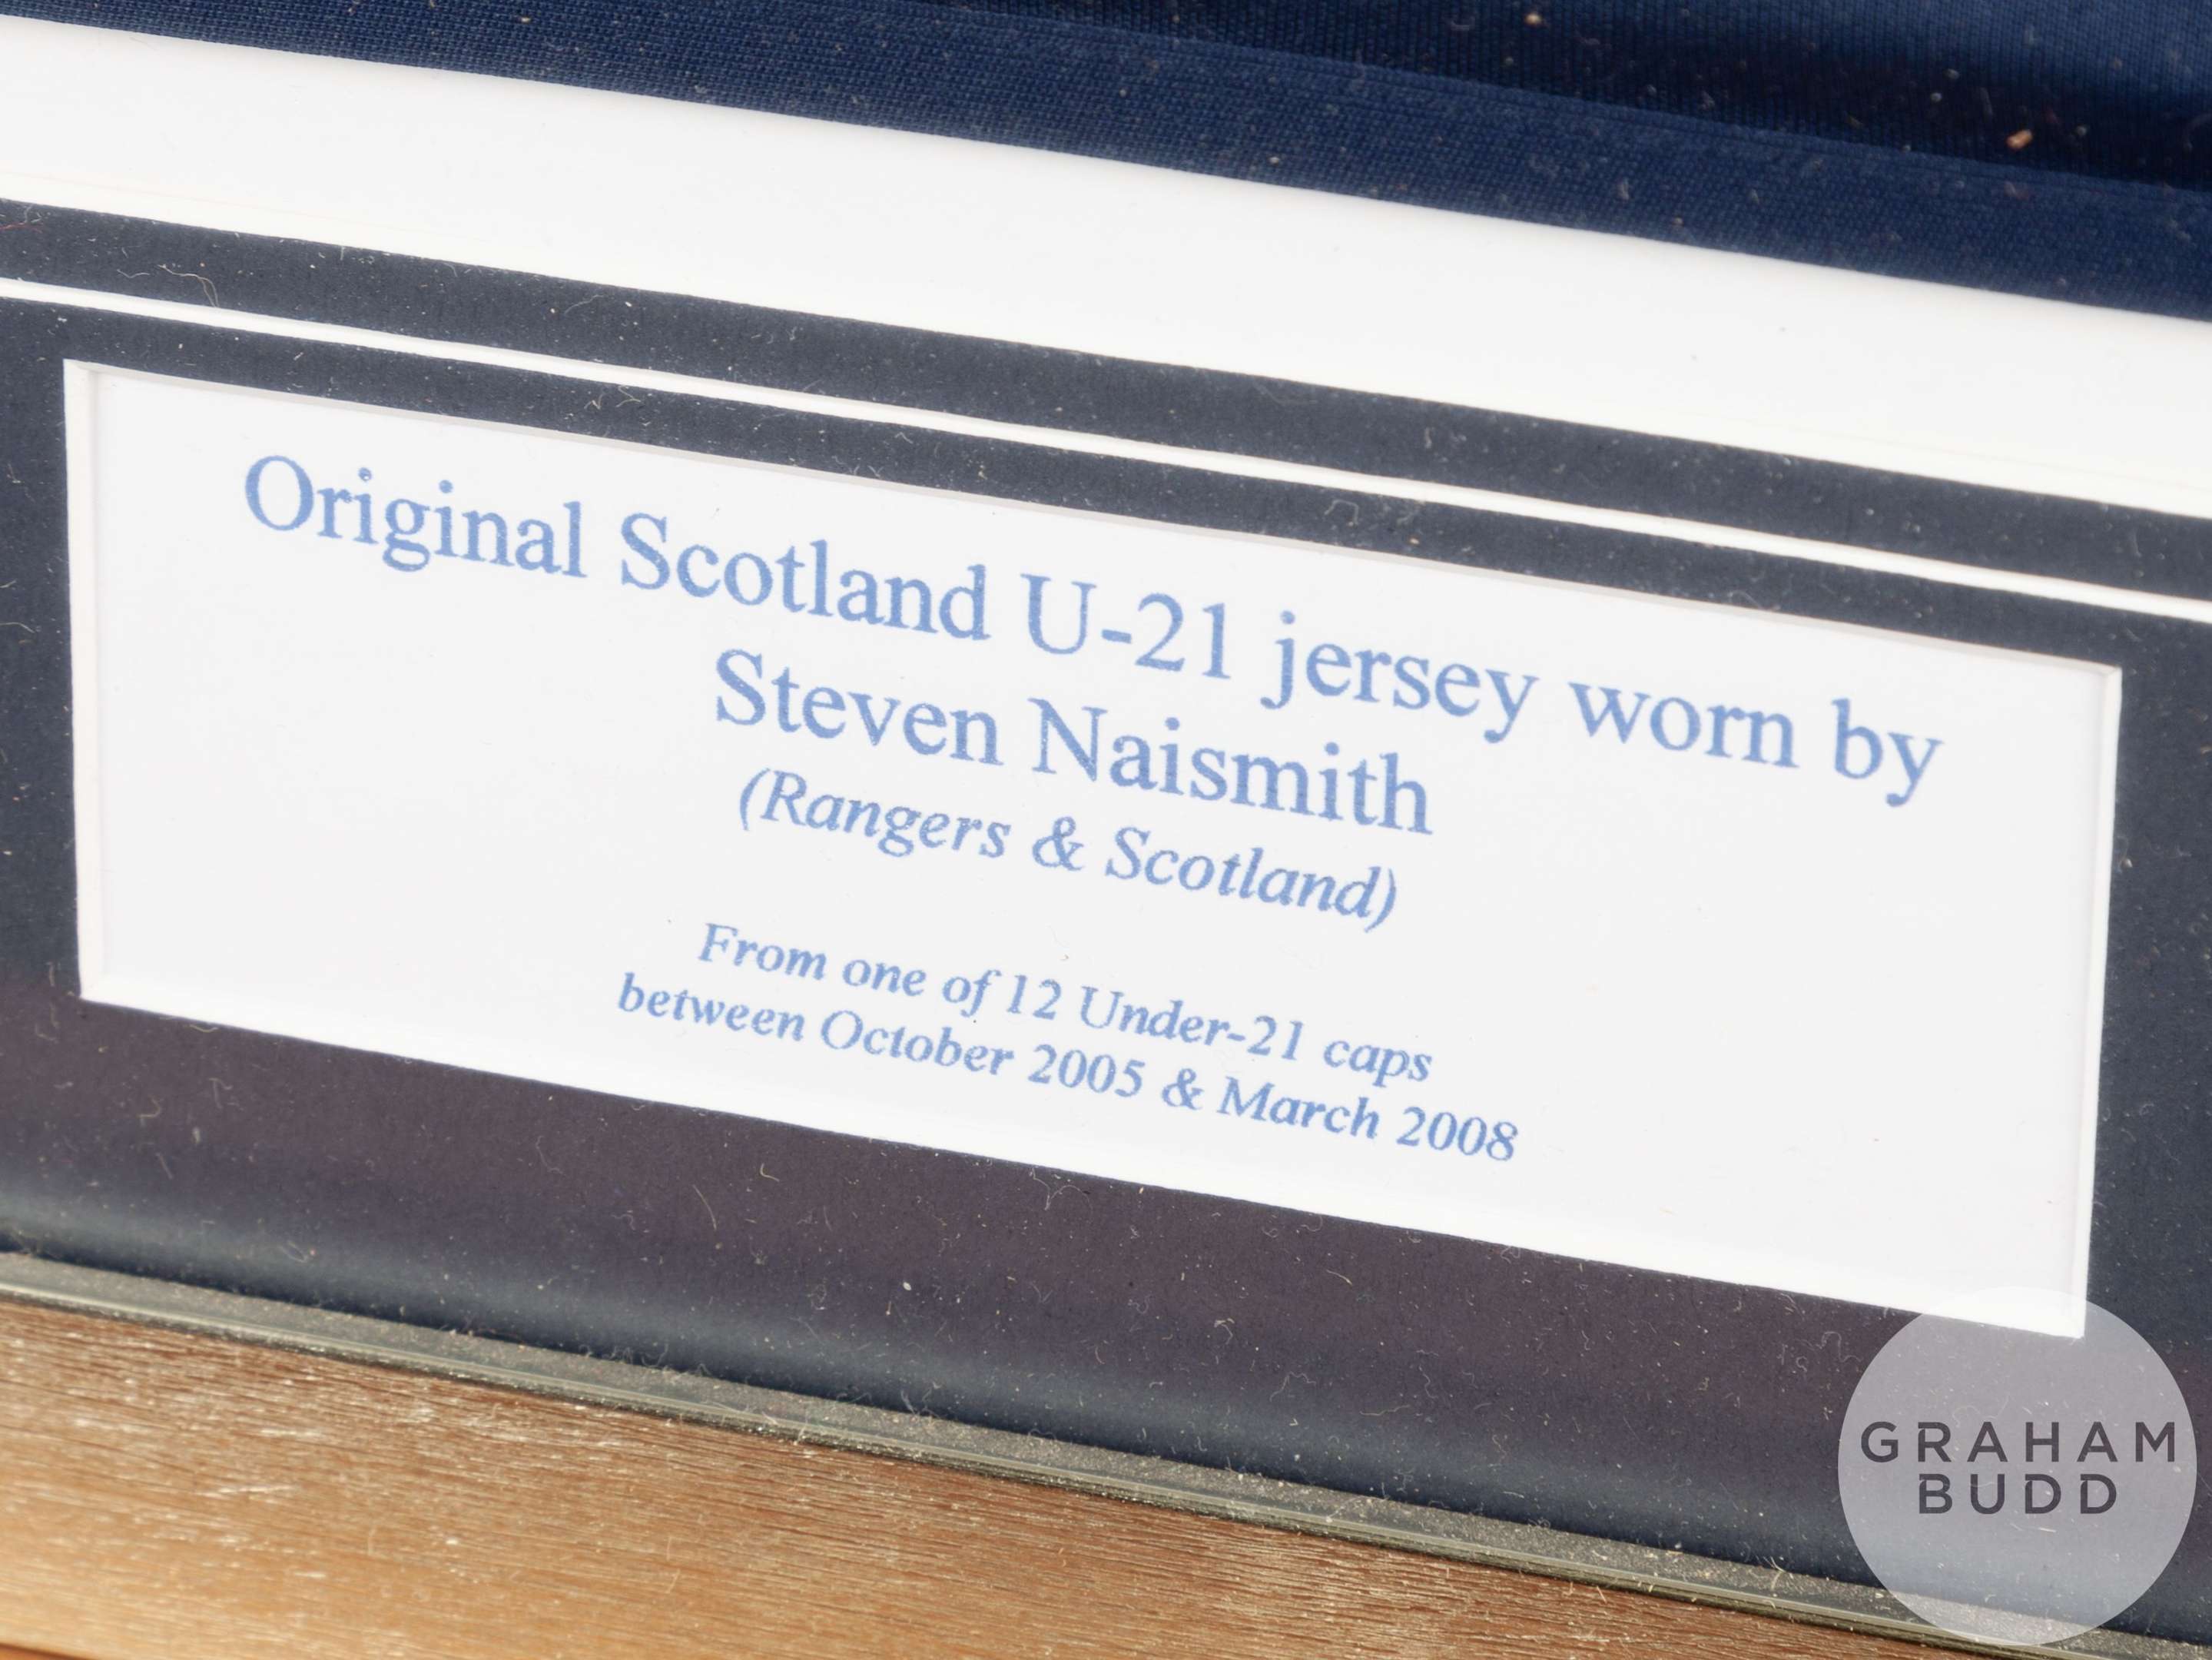 Original Scotland U-21 jersey worn by
Steven Naismith
(Rangers & Scotland)
From one of 12 Under-21 caps
between October 2005 & March 2008
GRAHAM
BUDD